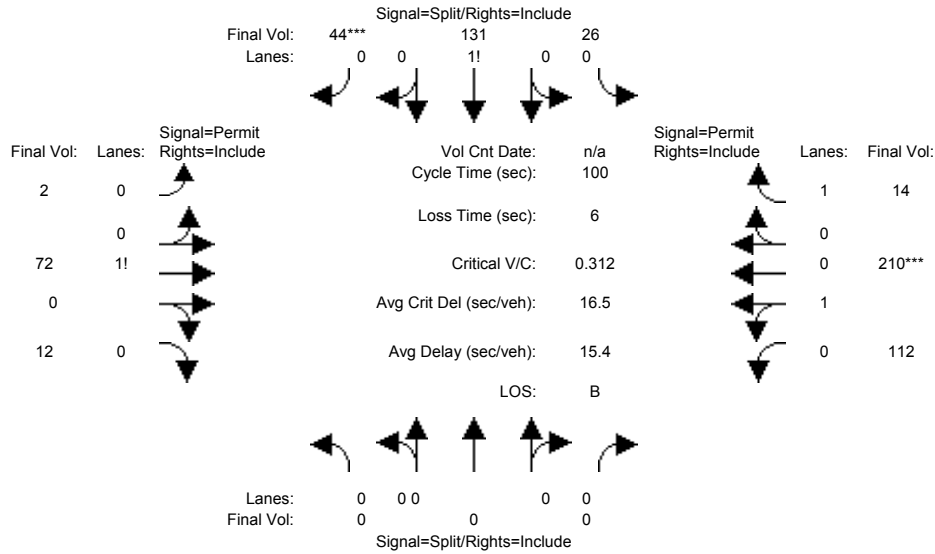 Signal=Split/Rights=Include
Final Vol: 44*** 131 26
Lanes: 0 0 1! 0 0
Signal=Permit Signal=Permit
Final Vol: Lanes: Rights=Include Vol Cnt Date: n/a Rights=Include Lanes: Final Vol:
Cycle Time (sec): 100
2 0 1 14
Loss Time (sec): 6
0 0
72 1! Critical V/C: 0.312 0 210***
0 Avg Crit Del (sec/veh): 16.5 1
12 0 Avg Delay (sec/veh): 15.4 0 112
LOS: B
Lanes: 0 0 0 0 0
Final Vol: 0 0 0
Signal=Split/Rights=Include